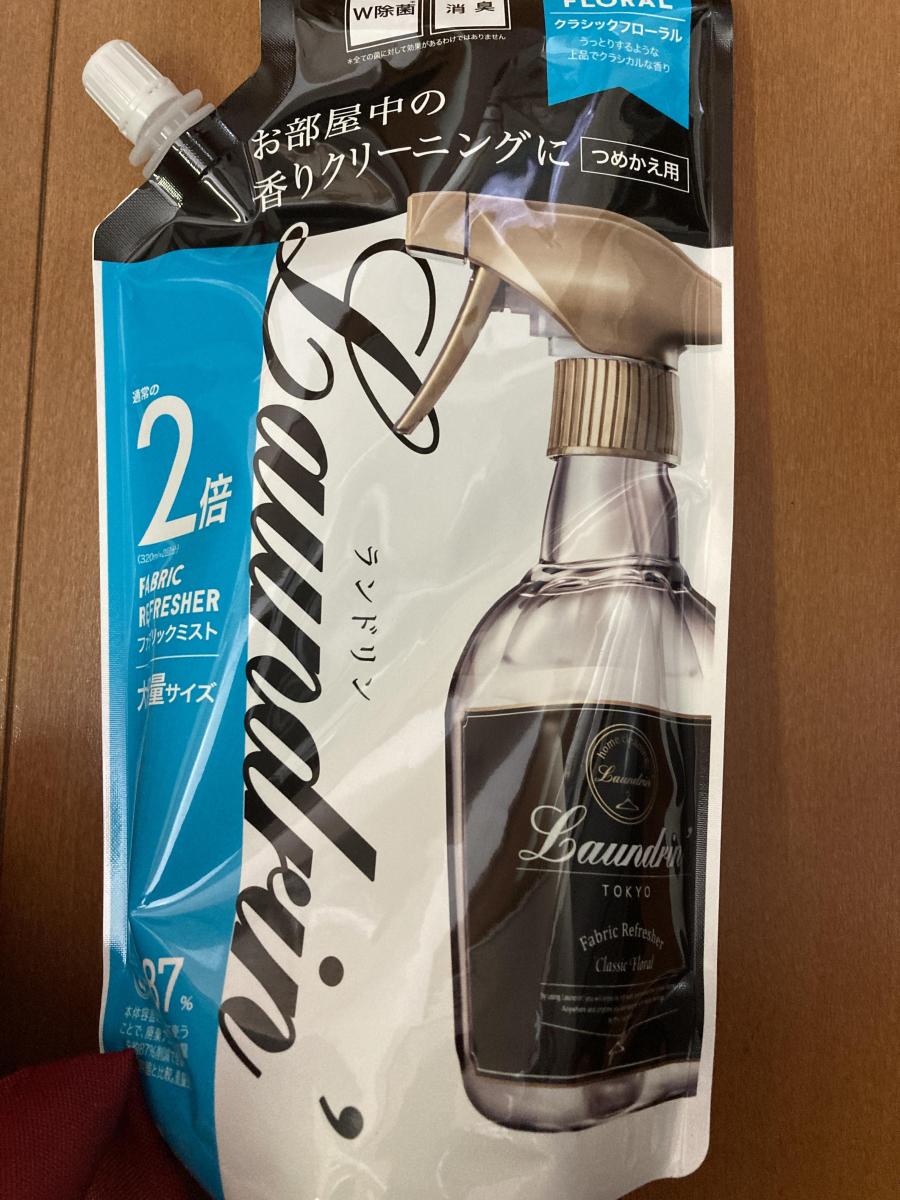 W除菌
消臭
*全ての菌に対して効果があるわけではありません
FLORAL
クラシックフローラル
うっとりするような
上品でクラシカルな香り
お部屋中の
香りクリーニングに
つめかえ用
Laundrin'
ランドリン
通常の
2倍
FABRIC
REFRESHER
ファブリックミスト
大容量サイズ
87%
home cleaning
Laundrin'
Laundrin'
TOKYO
Fabric Refresher
Classic Floral